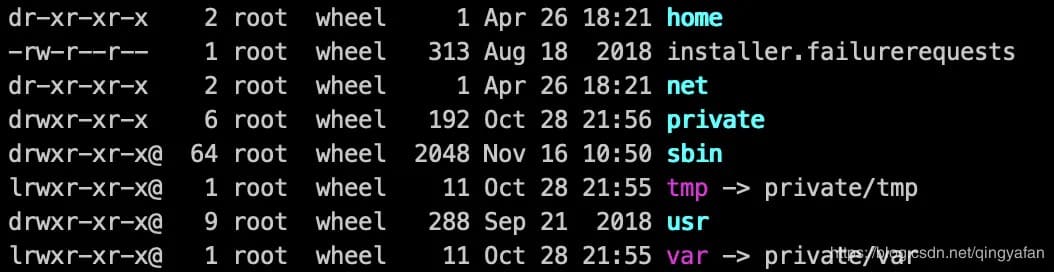 dr-xr-xr-x 2 root wheel 1 Apr 26 18:21 home
-rw-r--r-- 1 root wheel 313 Aug 18 2018 installer.failurerequests
dr-xr-xr-x 2 root wheel 1 Apr 26 18:21 net
drwxr-xr-x 6 root wheel 192 Oct 28 21:56 private
drwxr-xr-x@ 64 root wheel 2048 Nov 16 10:50 sbin
lrwxr-xr-x@ 1 root wheel 11 Oct 28 21:55 tmp -> private/tmp
drwxr-xr-x@ 9 root wheel 288 Sep 21 2018 usr
lrwxr-xr-x@ 1 root wheel 11 Oct 28 21:55 var -> private/var
https://blog.csdn.net/qingyafan